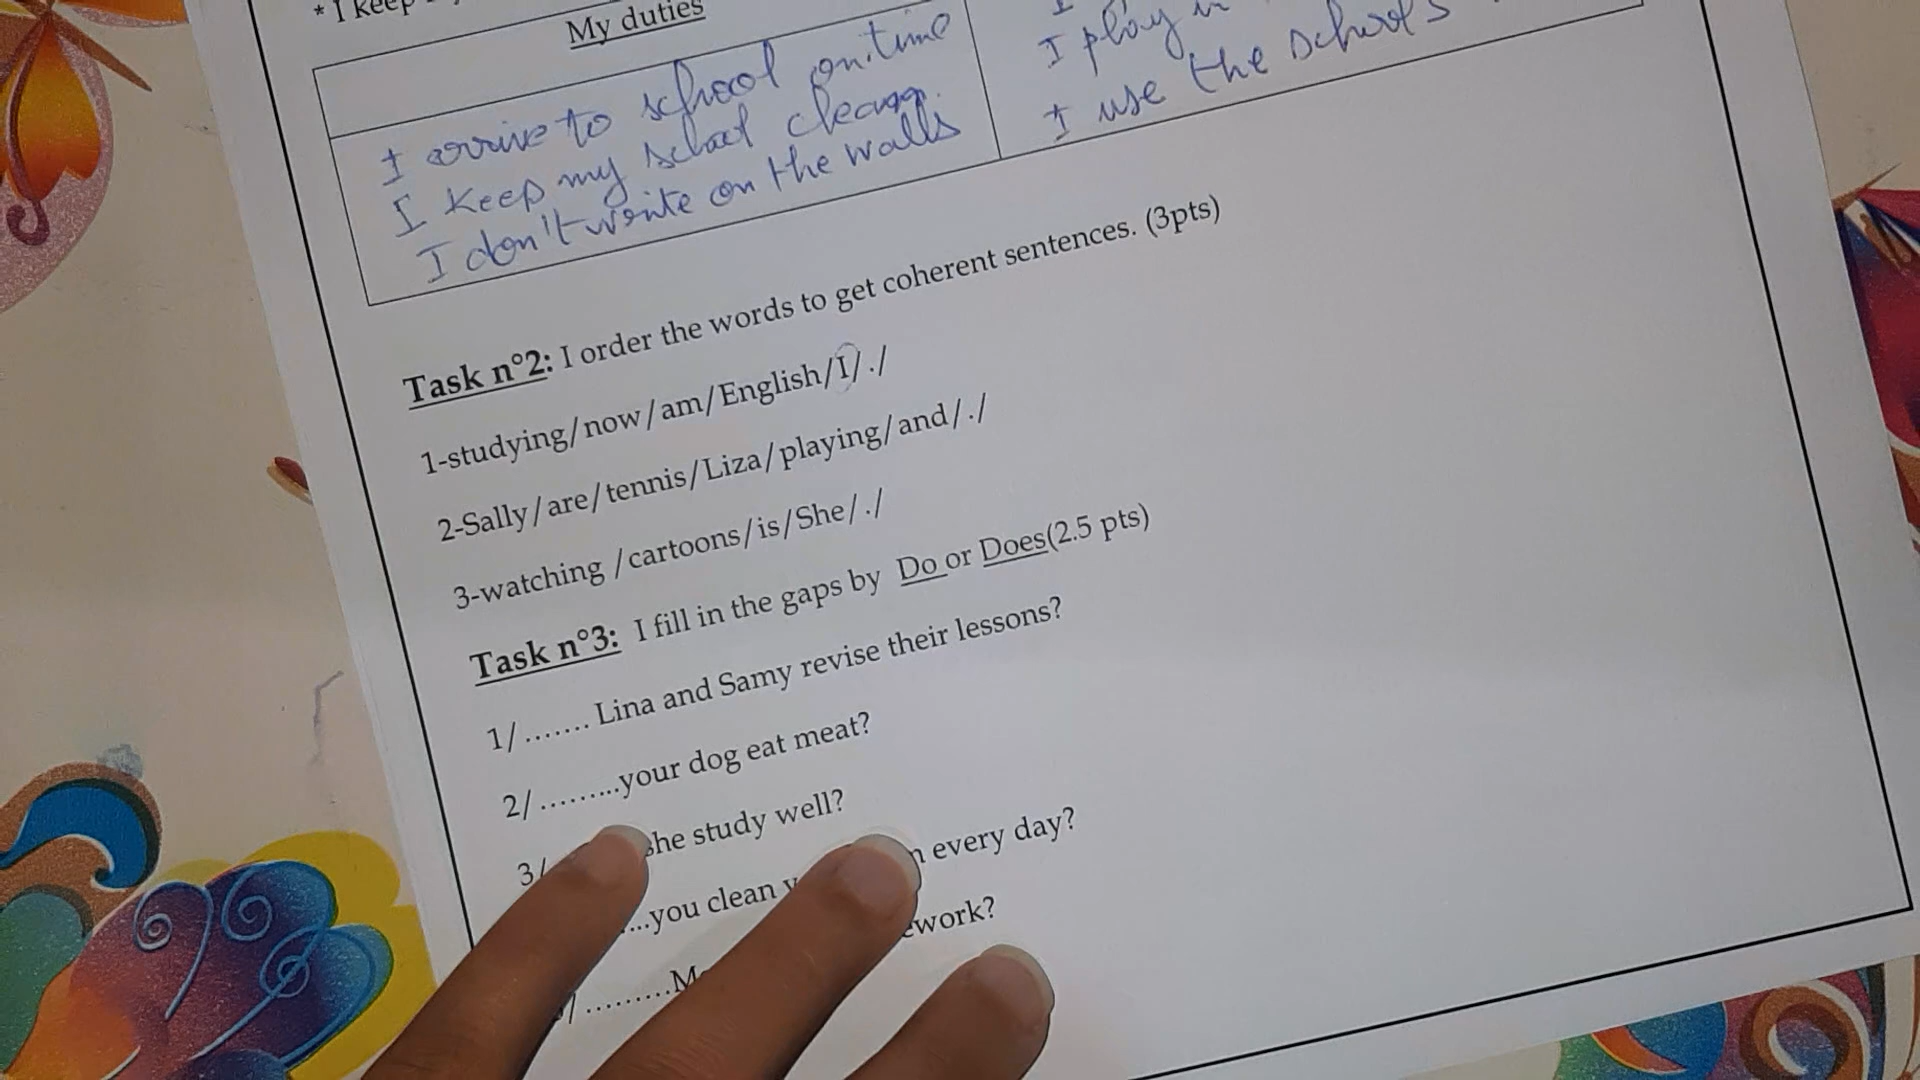 * I keep
My duties
I arrive to school on time
I keep my school clean.
I don't write on the walls
I play in
I use the school's
Task n°2: I order the words to get coherent sentences. (3pts)
1-studying/now/am/English/I/./
2-Sally/are/tennis/Liza/playing/and/./
3-watching /cartoons/is/She/./
Task n°3: I fill in the gaps by Do or Does(2.5 pts)
1/....... Lina and Samy revise their lessons?
2/.........your dog eat meat?
3/ she study well?
...you clean every day?
/.........